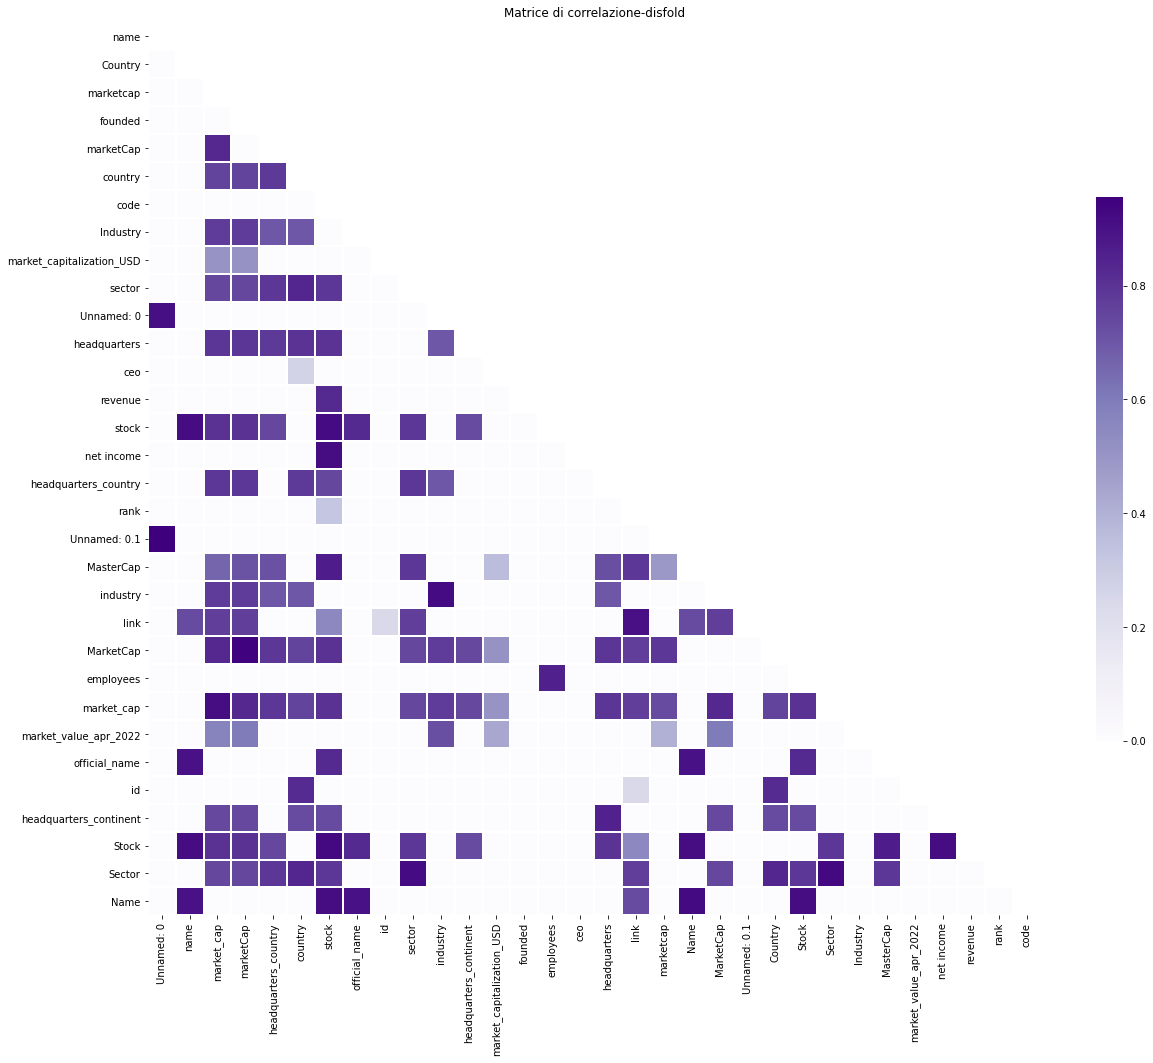 Matrice di correlazione-disfold
name
Country
marketcap
founded
marketCap
country
code
Industry
market_capitalization_USD
sector
Unnamed: 0
headquarters
ceo
revenue
stock
net income
headquarters_country
rank
Unnamed: 0.1
MasterCap
industry
link
MarketCap
employees
market_cap
market_value_apr_2022
official_name
id
headquarters_continent
Stock
Sector
Name
Unnamed: 0
name
market_cap
marketCap
headquarters_country
country
stock
official_name
id
sector
industry
headquarters_continent
market_capitalization_USD
founded
employees
ceo
headquarters
link
marketcap
Name
MarketCap
Unnamed: 0.1
Country
Stock
Sector
Industry
MasterCap
market_value_apr_2022
net income
revenue
rank
code
0.8
0.6
0.4
0.2
0.0